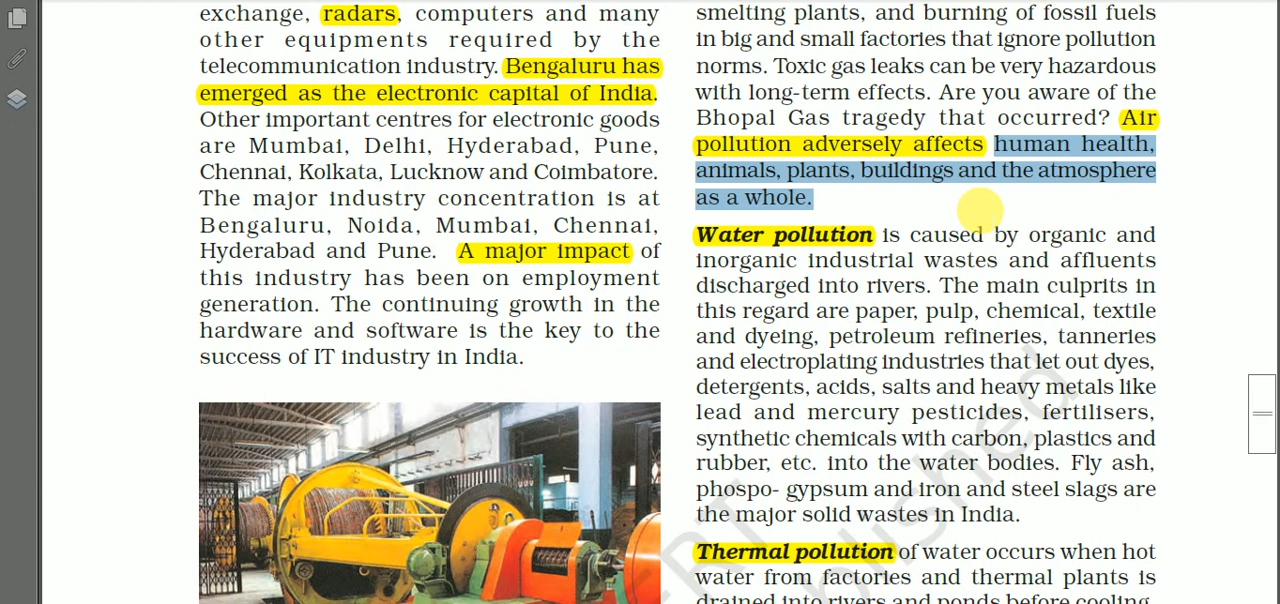 exchange, radars, computers and many
other equipments required by the
telecommunication industry. Bengaluru has
emerged as the electronic capital of India.
Other important centres for electronic goods
are Mumbai, Delhi, Hyderabad, Pune,
Chennai, Kolkata, Lucknow and Coimbatore.
The major industry concentration is at
Bengaluru, Noida, Mumbai, Chennai,
Hyderabad and Pune. A major impact of
this industry has been on employment
generation. The continuing growth in the
hardware and software is the key to the
success of IT industry in India.
smelting plants, and burning of fossil fuels
in big and small factories that ignore pollution
norms. Toxic gas leaks can be very hazardous
with long-term effects. Are you aware of the
Bhopal Gas tragedy that occurred? Air
pollution adversely affects human health,
animals, plants, buildings and the atmosphere
as a whole.
Water pollution is caused by organic and
inorganic industrial wastes and affluents
discharged into rivers. The main culprits in
this regard are paper, pulp, chemical, textile
and dyeing, petroleum refineries, tanneries
and electroplating industries that let out dyes,
detergents, acids, salts and heavy metals like
lead and mercury pesticides, fertilisers,
synthetic chemicals with carbon, plastics and
rubber, etc. into the water bodies. Fly ash,
phospo- gypsum and iron and steel slags are
the major solid wastes in India.
Thermal pollution of water occurs when hot
water from factories and thermal plants is
drained into rivers and ponds before cooling.